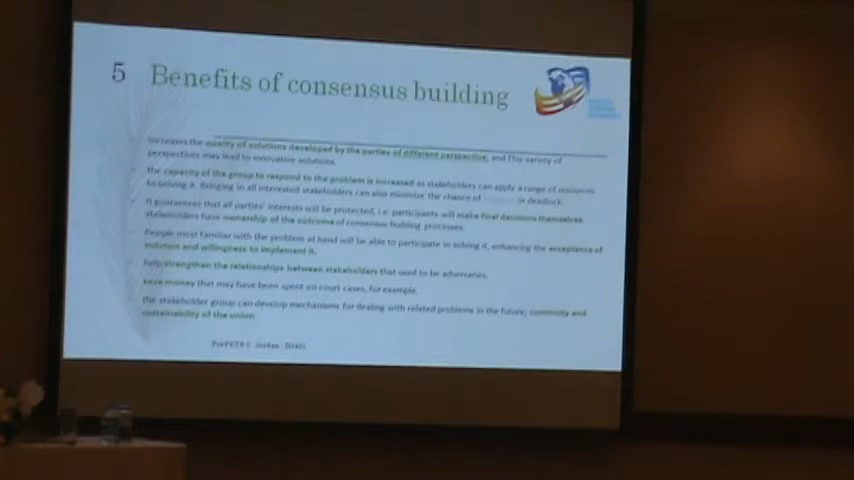 5 Benefits of consensus building
Increases the quality of solutions developed by the parties of different perspective, and This variety of
perspectives may lead to innovative solutions.
The capacity of the group to respond to the problem is increased as stakeholders can apply a range of resources
to solving it. Bringing in all interested stakeholders can also minimize the chance of or deadlock.
It guarantees that all parties' interests will be protected, i.e. participants will make final decisions themselves
stakeholders have ownership of the outcome of consensus-building processes.
People most familiar with the problem at hand will be able to participate in solving it, enhancing the acceptance of
solution and willingness to implement it.
help strengthen the relationships between stakeholders that used to be adversaries.
save money that may have been spent on court cases, for example.
the stakeholder group can develop mechanisms for dealing with related problems in the future; continuity and
sustainability of the union